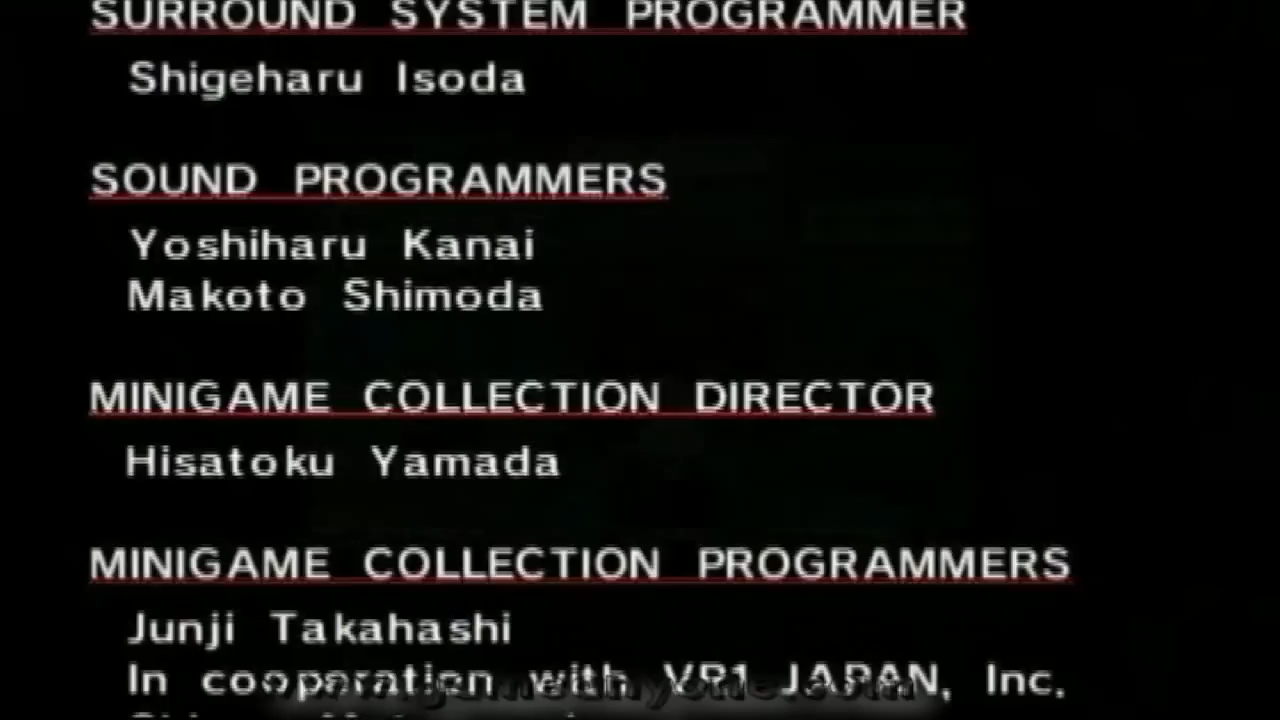 SURROUND SYSTEM PROGRAMMER
Shigeharu Isoda
SOUND PROGRAMMERS
Yoshiharu Kanai
Makoto Shimoda
MINIGAME COLLECTION DIRECTOR
Hisatoku Yamada
MINIGAME COLLECTION PROGRAMMERS
Junji Takahashi
In cooperation with VR1 JAPAN, Inc.